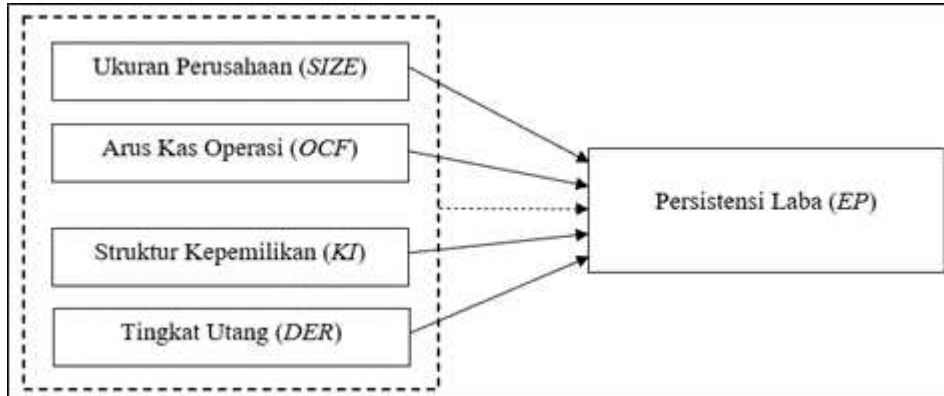 Ukuran Perusahaan (SIZE)
Arus Kas Operasi (OCF)
Persistensi Laba (EP)
Struktur Kepemilikan (KI)
Tingkat Utang (DER)